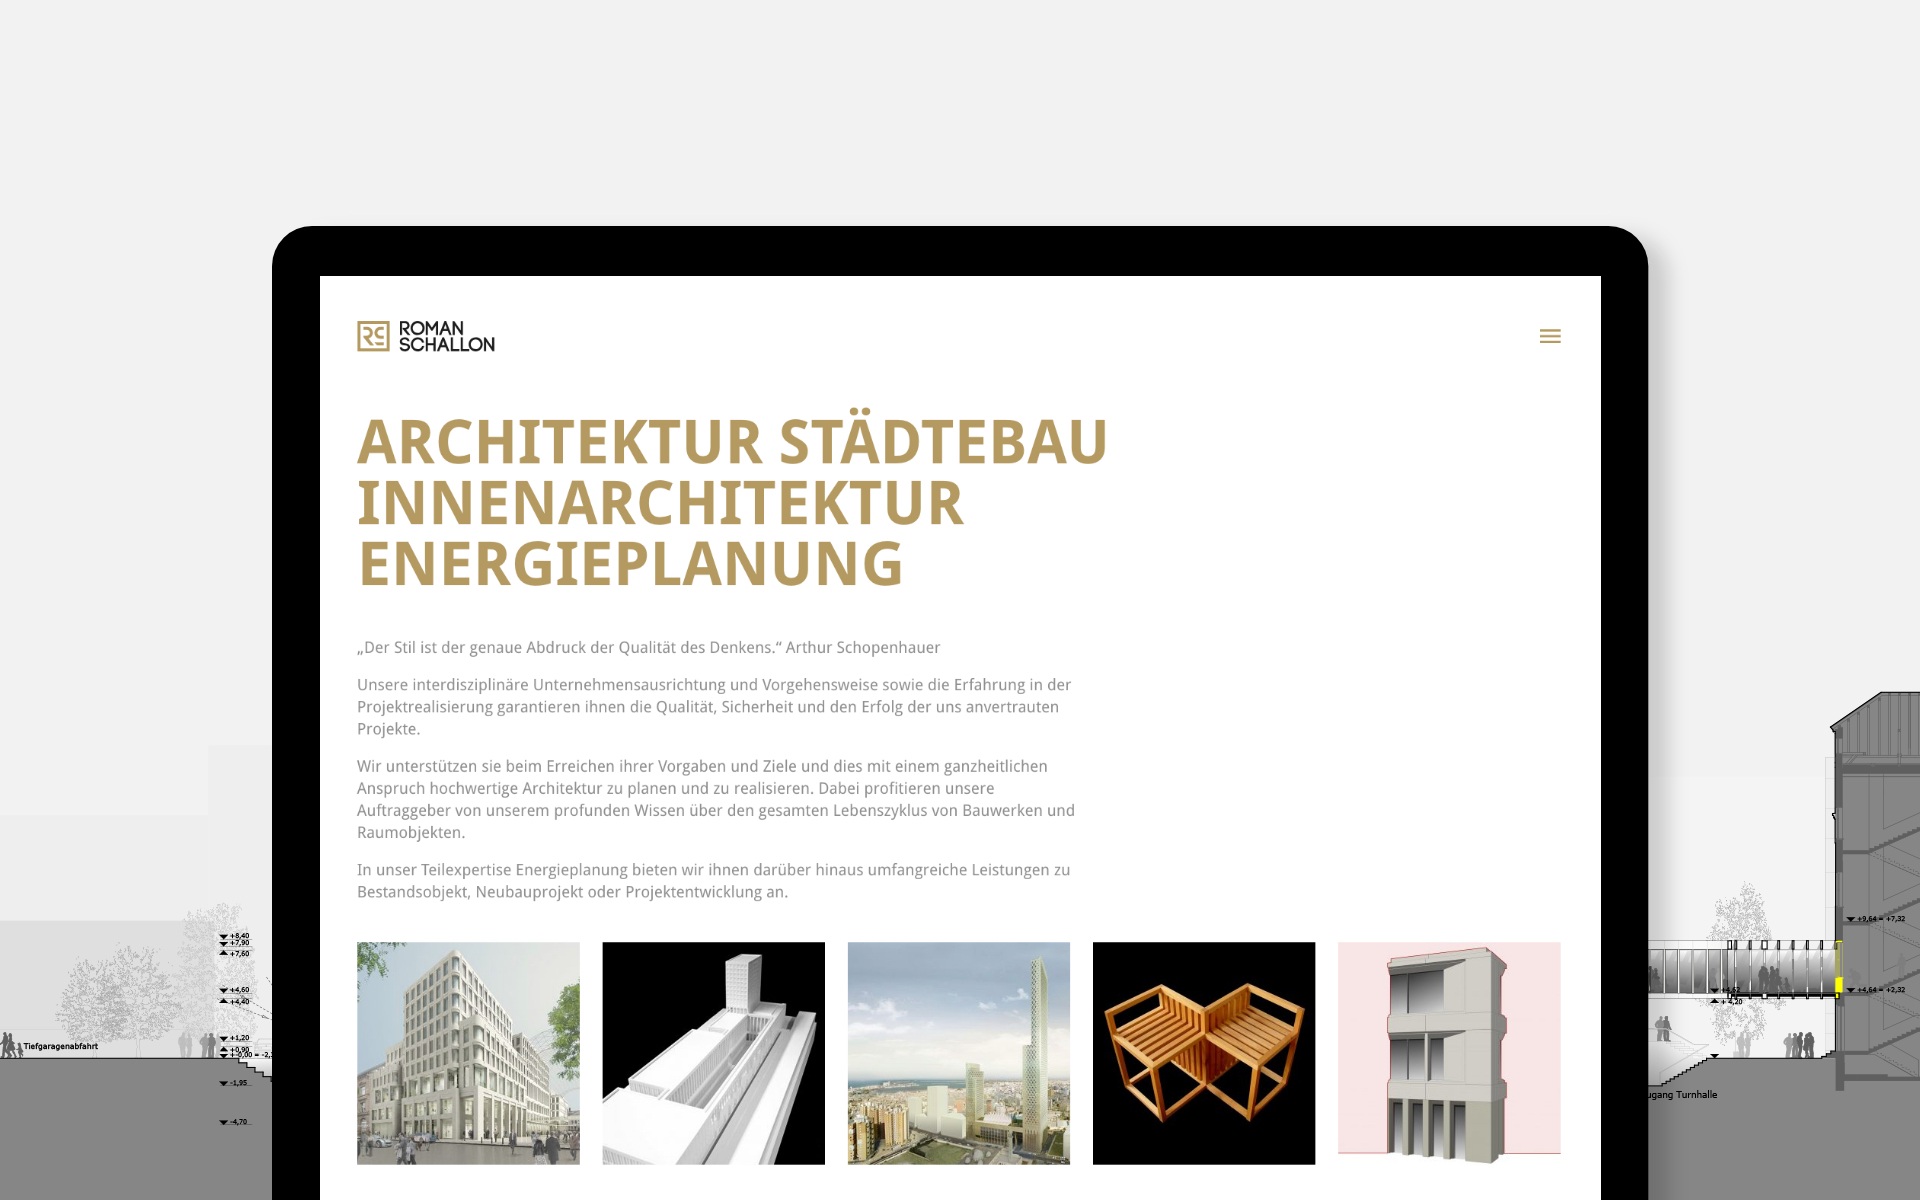 ROMAN
SCHALLON
ARCHITEKTUR STÄDTEBAU
INNENARCHITEKTUR
ENERGIEPLANUNG
„Der Stil ist der genaue Abdruck der Qualität des Denkens.“ Arthur Schopenhauer
Unsere interdisziplinäre Unternehmensausrichtung und Vorgehensweise sowie die Erfahrung in der
Projektrealisierung garantieren ihnen die Qualität, Sicherheit und den Erfolg der uns anvertrauten
Projekte.
Wir unterstützen sie beim Erreichen ihrer Vorgaben und Ziele und dies mit einem ganzheitlichen
Anspruch hochwertige Architektur zu planen und zu realisieren. Dabei profitieren unsere
Auftraggeber von unserem profunden Wissen über den gesamten Lebenszyklus von Bauwerken und
Raumobjekten.
In unser Teilexpertise Energieplanung bieten wir ihnen darüber hinaus umfangreiche Leistungen zu
Bestandsobjekt, Neubauprojekt oder Projektentwicklung an.
+8,40
+7,90
+7,60
+4,60
+4,40
+1,20
+0,90
Tiefgaragenabfahrt
-1,95
-4,70
+9,64 = +7,32
+4,64 = +2,32
+ 4,20
ugang Turnhalle